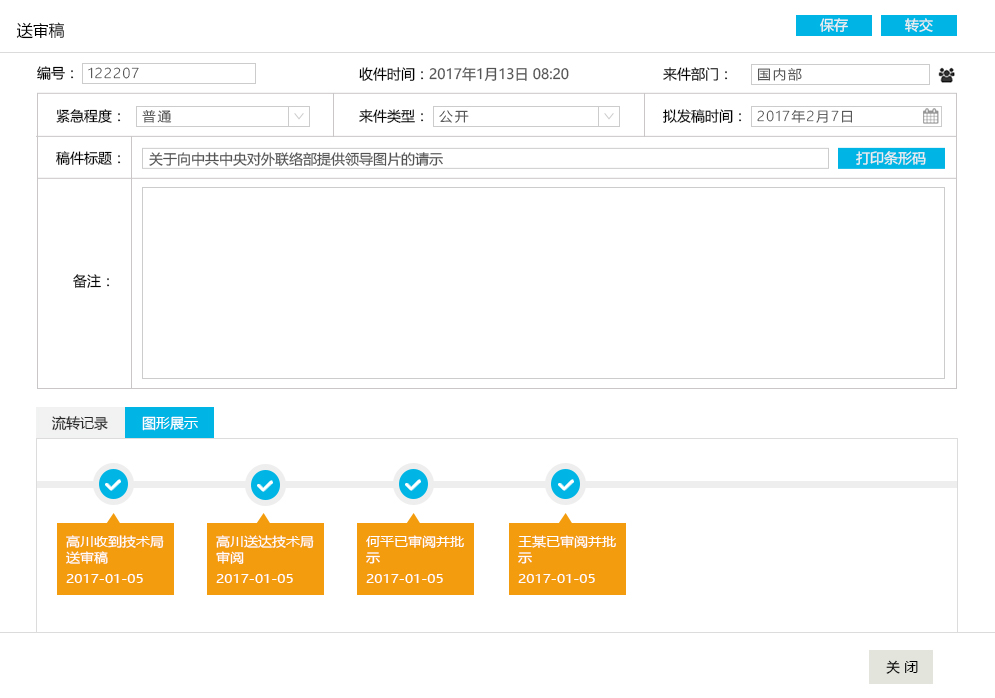 送审稿
保存
转交
编号：
122207
收件时间：2017年1月13日 08:20
来件部门：
国内部
紧急程度：
普通
来件类型：
公开
拟发稿时间：
2017年2月7日
稿件标题：
关于向中共中央对外联络部提供领导图片的请示
打印条形码
备注：
流转记录
图形展示
高川收到技术局
送审稿
2017-01-05
高川送达技术局
审阅
2017-01-05
何平已审阅并批
示
2017-01-05
王某已审阅并批
示
2017-01-05
关 闭